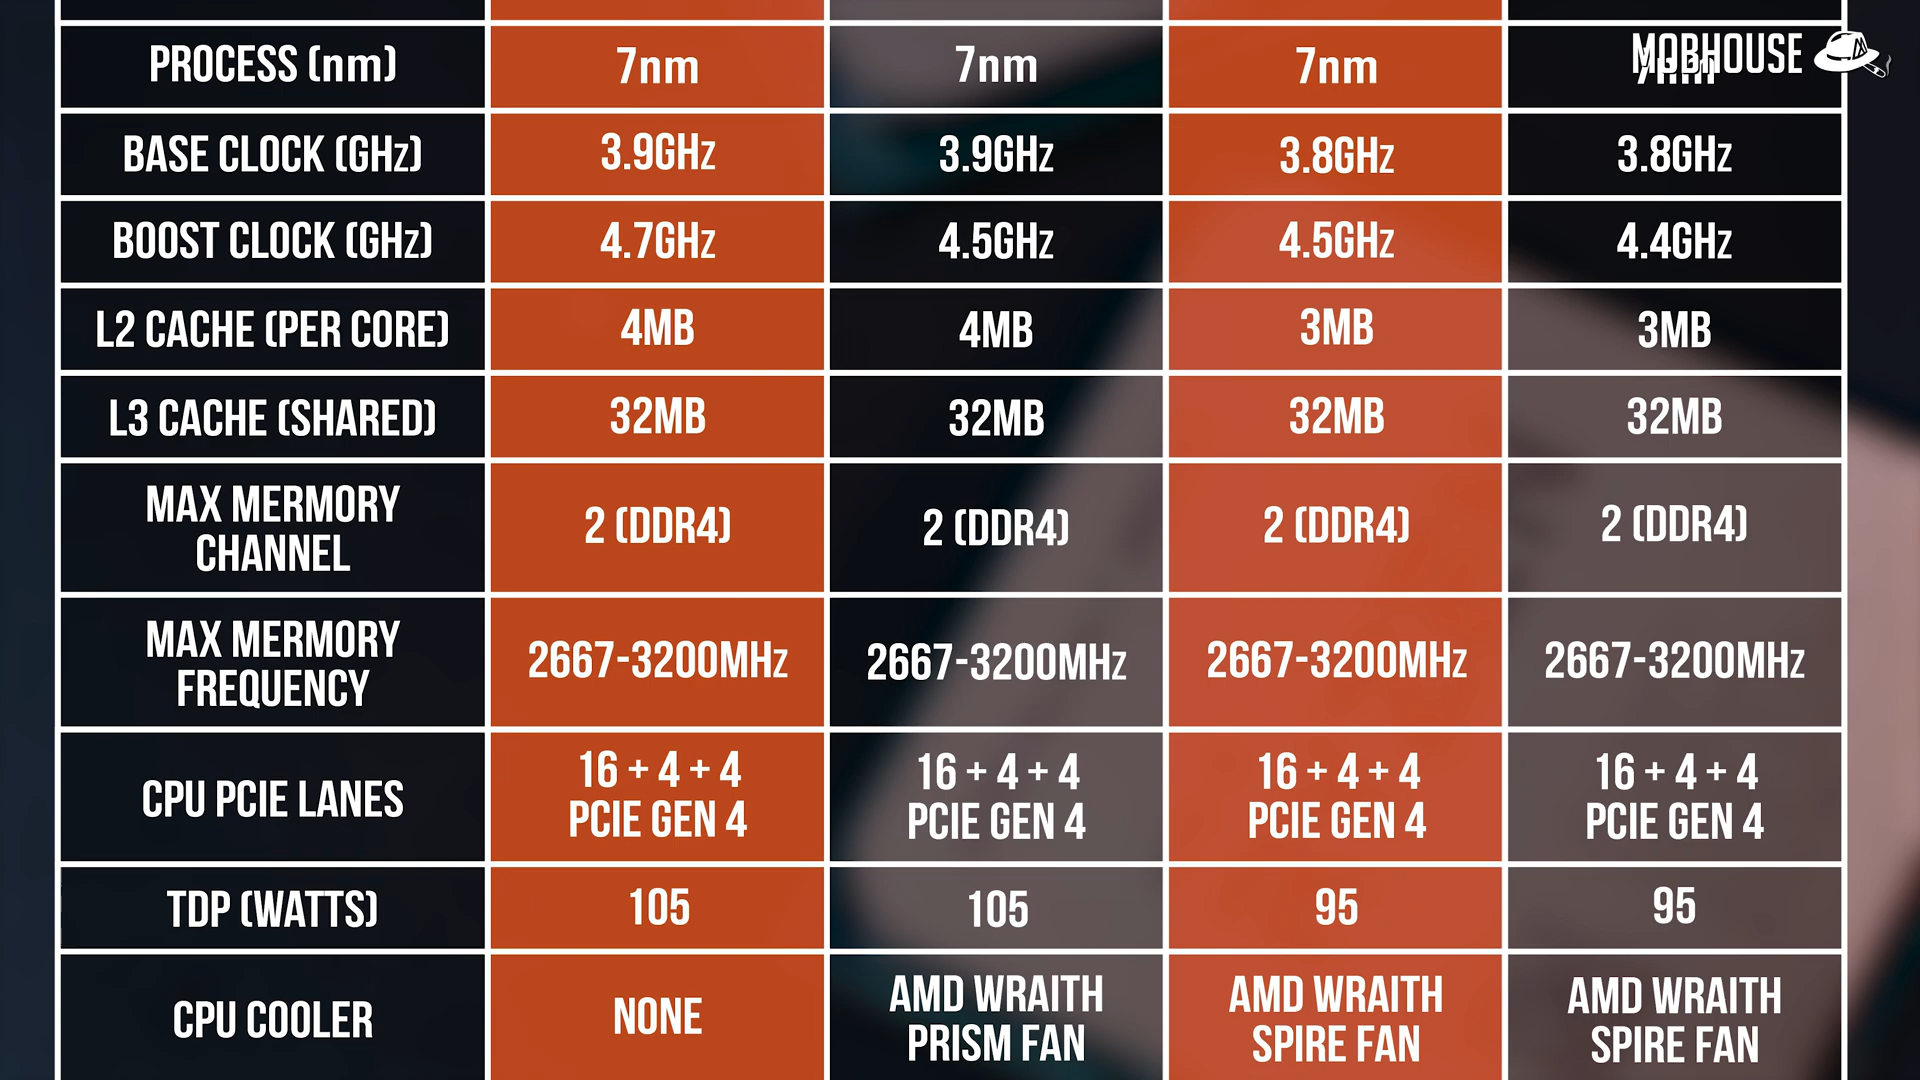 MOBHOUSE
PROCESS (nm) 7nm 7nm 7nm 7nm
BASE CLOCK (GHz) 3.9GHz 3.9GHz 3.8GHz 3.8GHz
BOOST CLOCK (GHz) 4.7GHz 4.5GHz 4.5GHz 4.4GHz
L2 CACHE (PER CORE) 4MB 4MB 3MB 3MB
L3 CACHE (SHARED) 32MB 32MB 32MB 32MB
MAX MERMORY
CHANNEL
2 (DDR4) 2 (DDR4) 2 (DDR4) 2 (DDR4)
MAX MERMORY
FREQUENCY
2667-3200MHz 2667-3200MHz 2667-3200MHz 2667-3200MHz
CPU PCIE LANES
16 + 4 + 4 16 + 4 + 4 16 + 4 + 4 16 + 4 + 4
PCIE GEN 4 PCIE GEN 4 PCIE GEN 4 PCIE GEN 4
TDP (WATTS) 105 105 95 95
CPU COOLER
NONE
AMD WRAITH
PRISM FAN
AMD WRAITH
SPIRE FAN
AMD WRAITH
SPIRE FAN